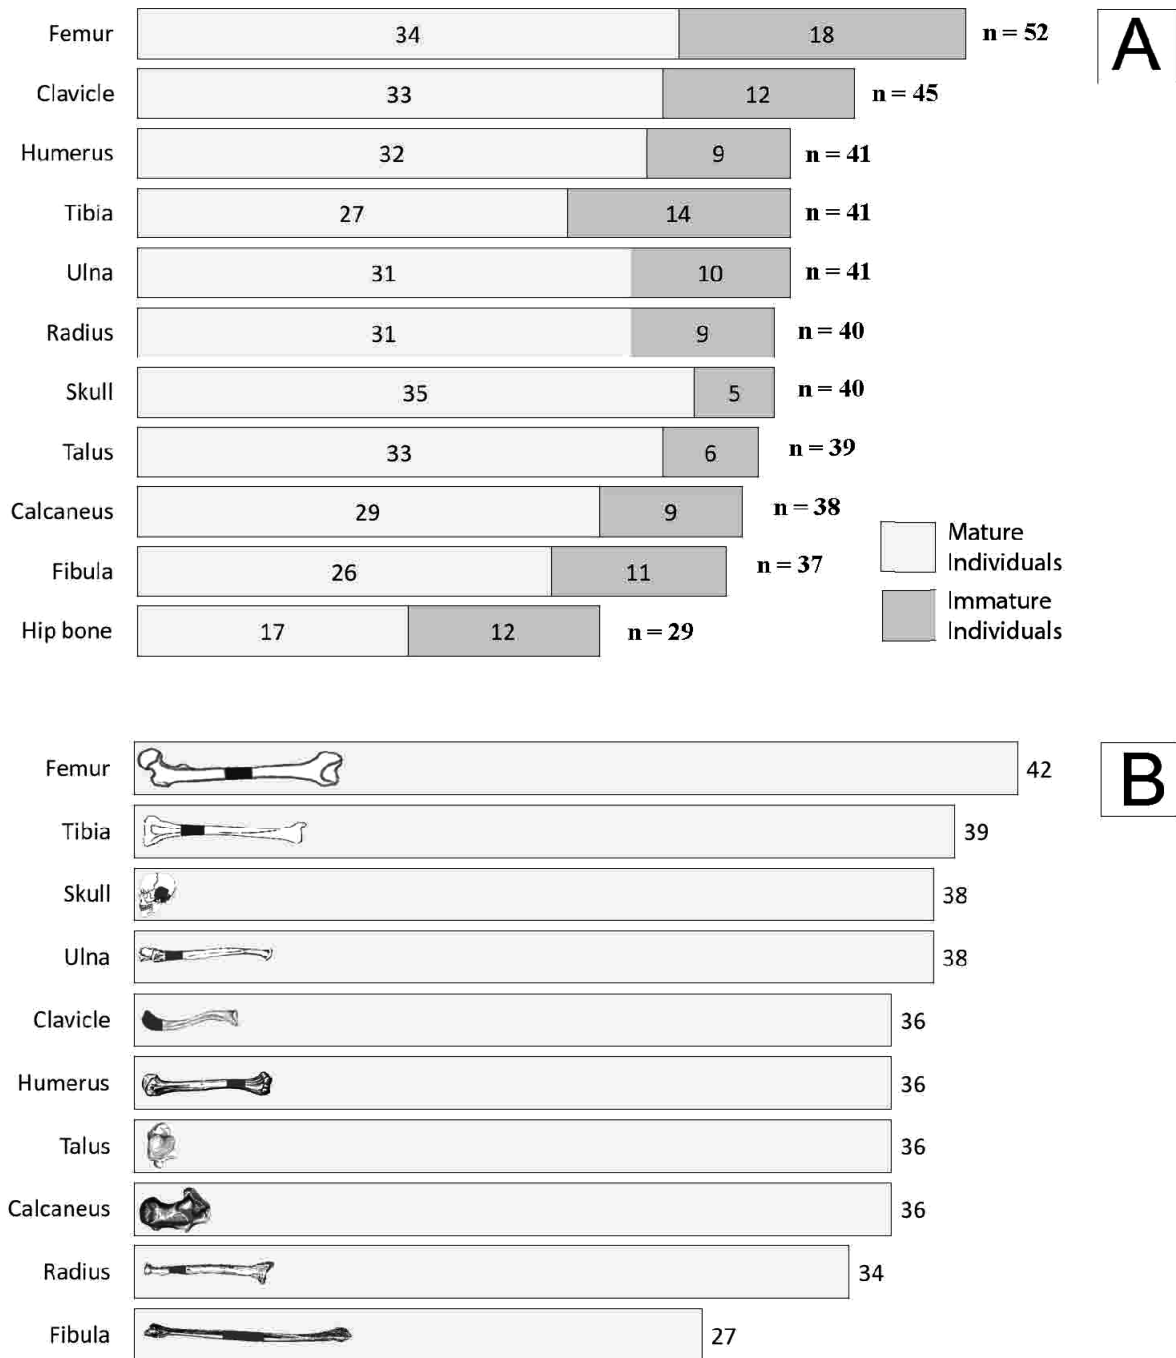 A
Femur 34 18 n = 52
Clavicle 33 12 n = 45
Humerus 32 9 n = 41
Tibia 27 14 n = 41
Ulna 31 10 n = 41
Radius 31 9 n = 40
Skull 35 5 n = 40
Talus 33 6 n = 39
Calcaneus 29 9 n = 38
Fibula 26 11 n = 37
Hip bone 17 12 n = 29
Mature
Individuals
Immature
Individuals
B
Femur 42
Tibia 39
Skull 38
Ulna 38
Clavicle 36
Humerus 36
Talus 36
Calcaneus 36
Radius 34
Fibula 27